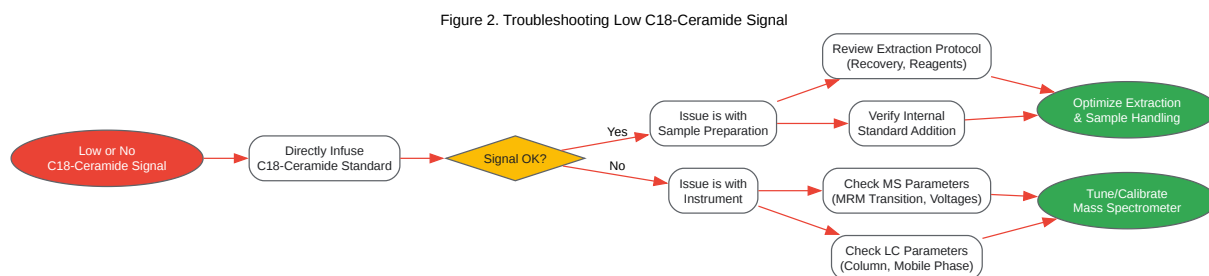 Figure 2. Troubleshooting Low C18-Ceramide Signal
Low or No
C18-Ceramide Signal
Directly Infuse
C18-Ceramide Standard
Signal OK?
Yes
No
Issue is with
Sample Preparation
Issue is with
Instrument
Review Extraction Protocol
(Recovery, Reagents)
Verify Internal
Standard Addition
Check MS Parameters
(MRM Transition, Voltages)
Check LC Parameters
(Column, Mobile Phase)
Optimize Extraction
& Sample Handling
Tune/Calibrate
Mass Spectrometer